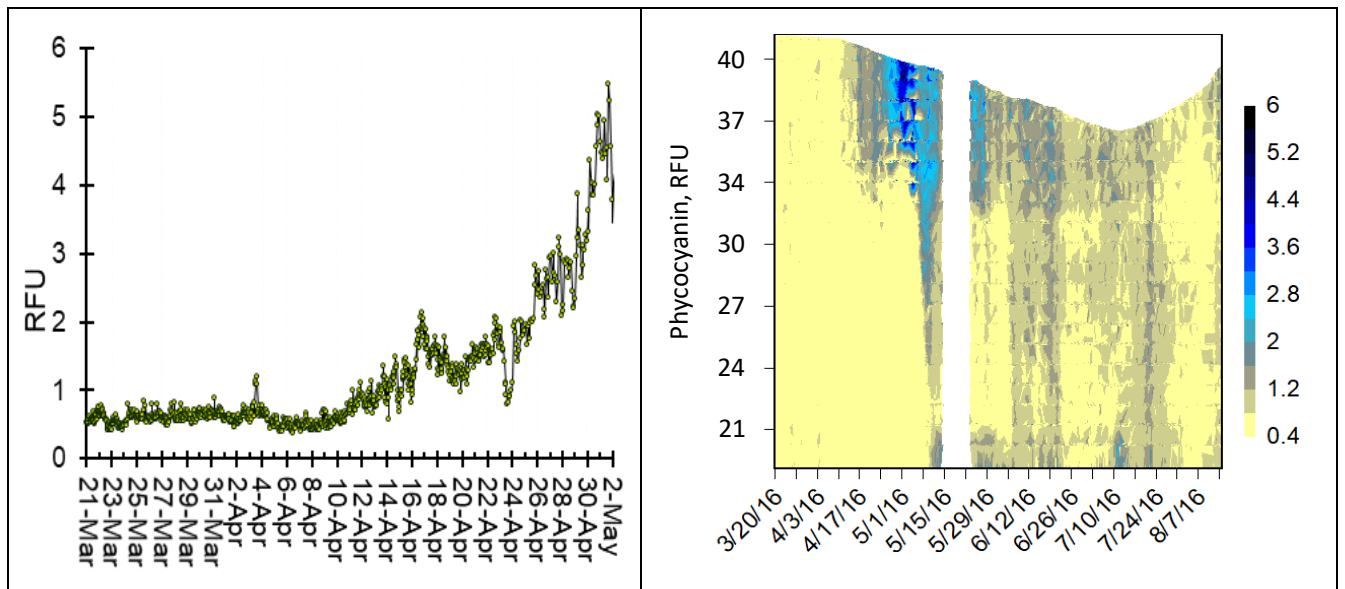 6
5
4
3
2
1
0
RFU
21-Mar
23-Mar
25-Mar
27-Mar
29-Mar
31-Mar
2-Apr
4-Apr
6-Apr
8-Apr
10-Apr
12-Apr
14-Apr
16-Apr
18-Apr
20-Apr
22-Apr
24-Apr
26-Apr
28-Apr
30-Apr
2-May
Phycocyanin, RFU
40
37
34
30
27
24
21
3/20/16
4/3/16
4/17/16
5/1/16
5/15/16
5/29/16
6/12/16
6/26/16
7/10/16
7/24/16
8/7/16
6
5.2
4.4
3.6
2.8
2
1.2
0.4